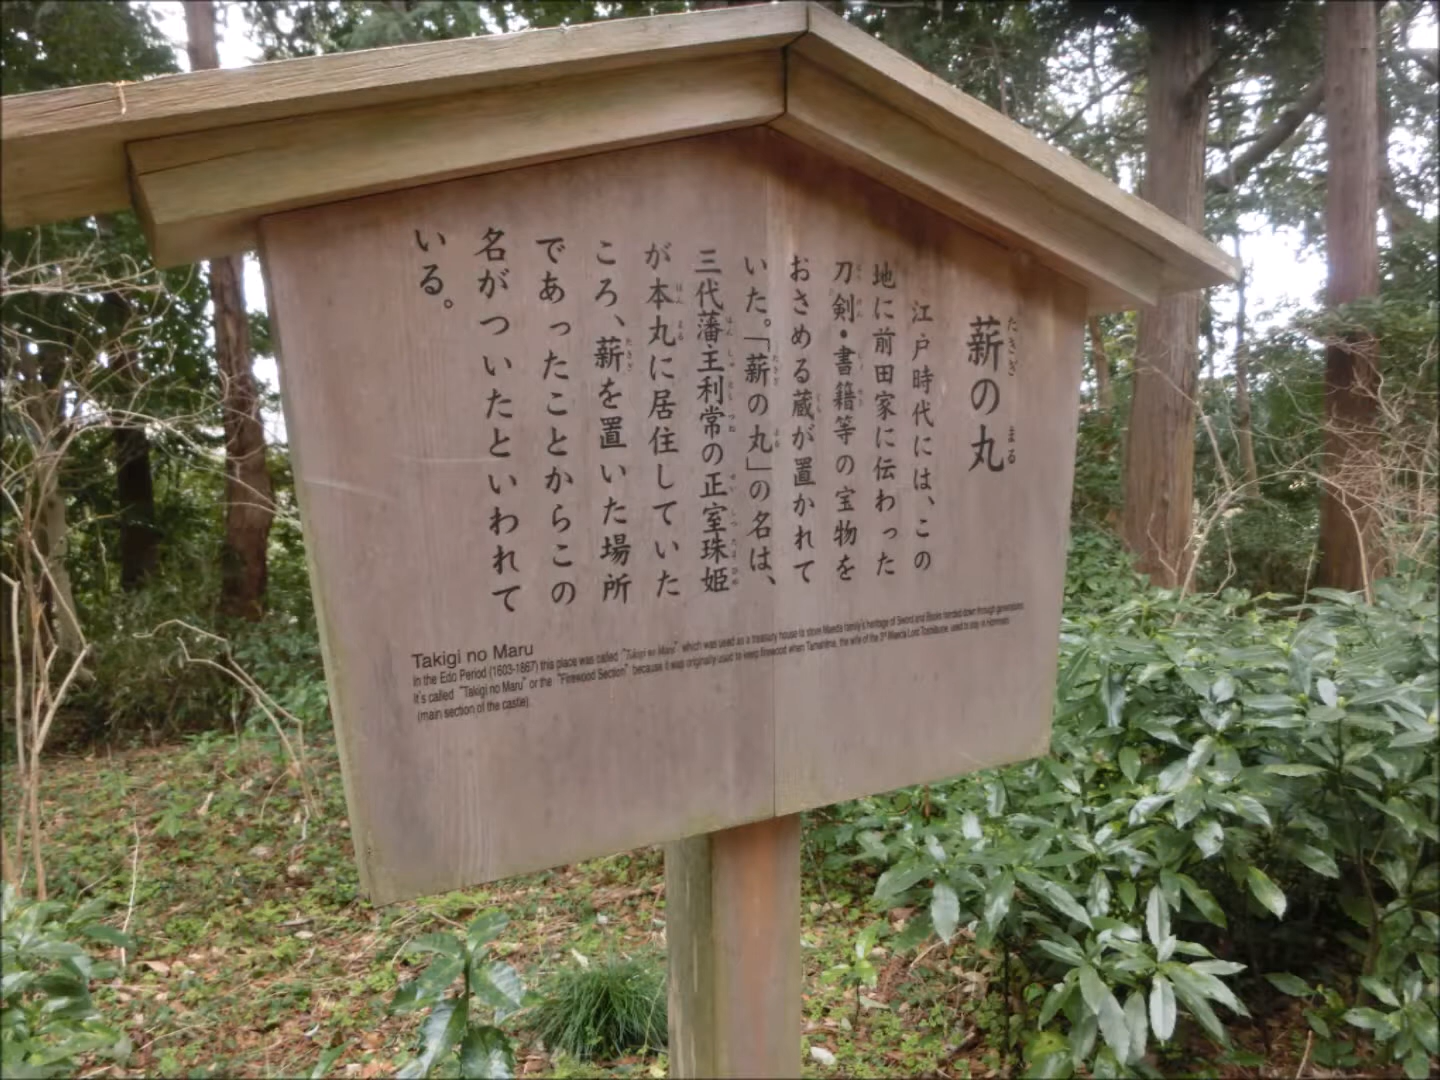 薪の丸
江戸時代には、この
地に前田家に伝わった
刀剣・書籍等の宝物を
おさめる蔵が置かれて
いた。「薪の丸」の名は、
三代藩主利常の正室珠姫
が本丸に居住していた
ころ、薪を置いた場所
であったことからこの
名がついたといわれて
いる。
Takigi no Maru
In the Edo Period (1603-1867) this place was called "Takigi no Maru" which was used as a treasury house to store Maeda family's heritage of Sword and Books handed down through generations
It's called "Takigi no Maru" or the "Firewood Section" because it was originally used to keep firewood when Tamahime, the wife of the 3rd Maeda Lord Toshitsune, used to stay in Honmaru
(main section of the castle).